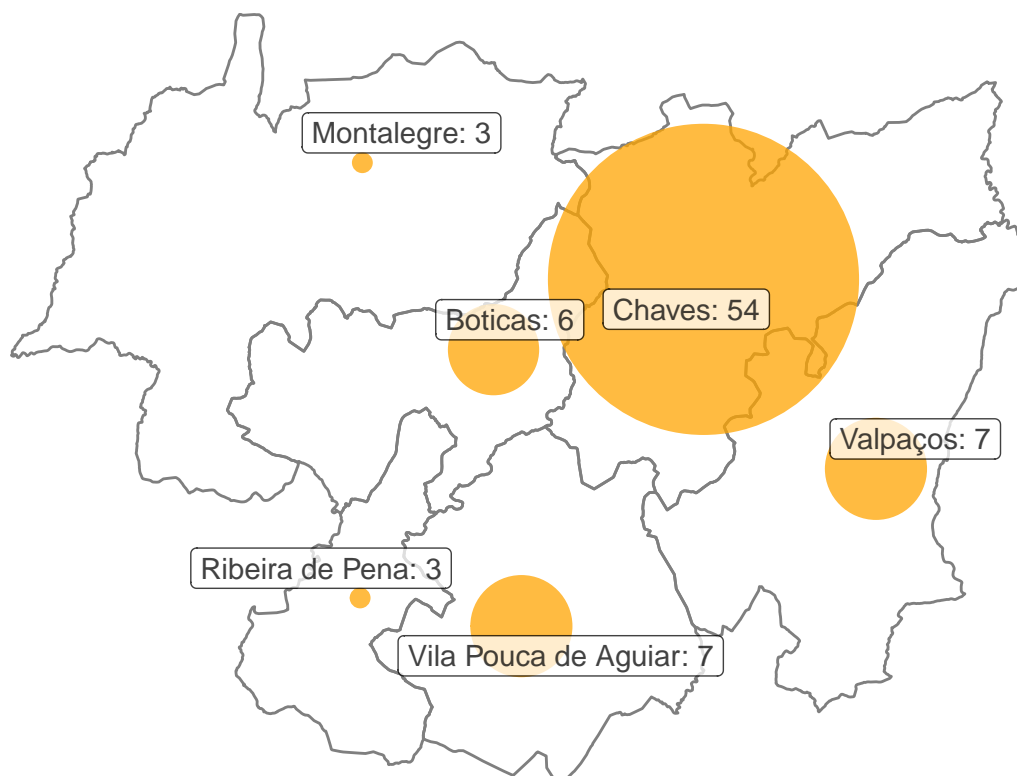 Montalegre: 3
Chaves: 54
Boticas: 6
Valpaços: 7
Ribeira de Pena: 3
Vila Pouca de Aguiar: 7